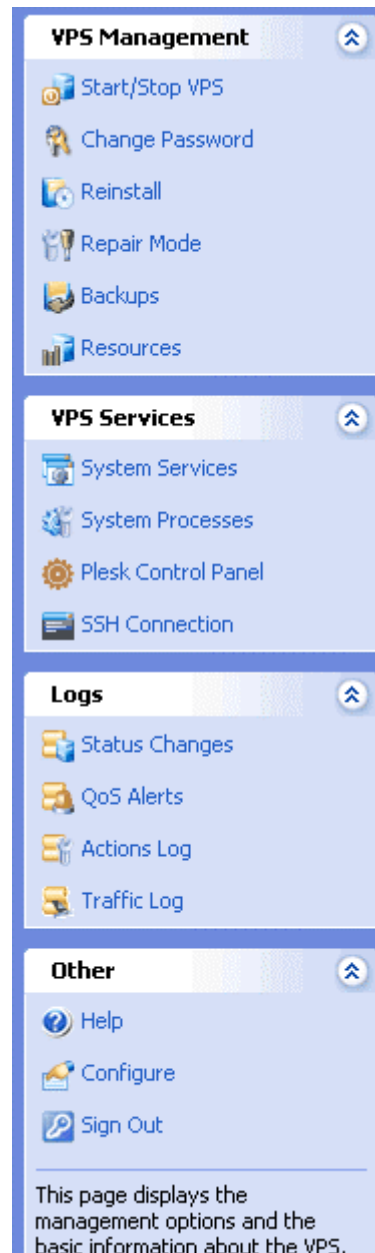 VPS Management
Start/Stop VPS
Change Password
Reinstall
Repair Mode
Backups
Resources
VPS Services
System Services
System Processes
Plesk Control Panel
SSH Connection
Logs
Status Changes
QoS Alerts
Actions Log
Traffic Log
Other
Help
Configure
Sign Out
This page displays the
management options and the
basic information about the VPS.